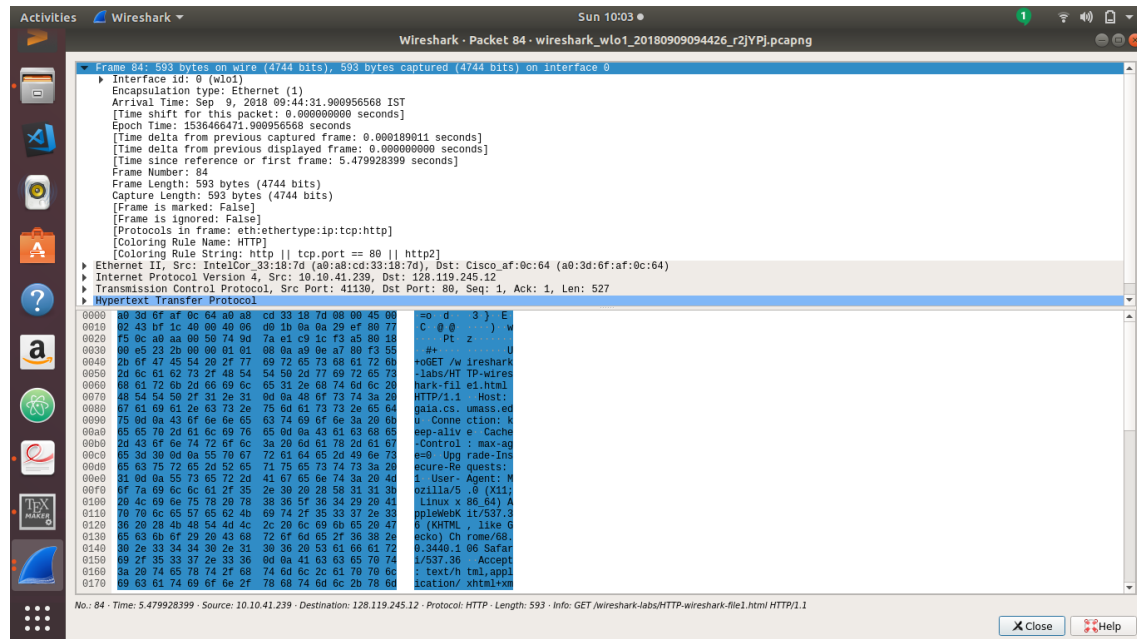 Activities Wireshark Sun 10:03 1
Wireshark · Packet 84 · wireshark_wlo1_20180909094426_r2jYPj.pcapng
Frame 84: 593 bytes on wire (4744 bits), 593 bytes captured (4744 bits) on interface 0
Interface id: 0 (wlo1)
Encapsulation type: Ethernet (1)
Arrival Time: Sep  9, 2018 09:44:31.900956568 IST
[Time shift for this packet: 0.000000000 seconds]
Epoch Time: 1536466471.900956568 seconds
[Time delta from previous captured frame: 0.000189011 seconds]
[Time delta from previous displayed frame: 0.000000000 seconds]
[Time since reference or first frame: 5.479928399 seconds]
Frame Number: 84
Frame Length: 593 bytes (4744 bits)
Capture Length: 593 bytes (4744 bits)
[Frame is marked: False]
[Frame is ignored: False]
[Protocols in frame: eth:ethertype:ip:tcp:http]
[Coloring Rule Name: HTTP]
[Coloring Rule String: http || tcp.port == 80 || http2]
Ethernet II, Src: IntelCor_33:18:7d (a0:a8:cd:33:18:7d), Dst: Cisco_af:0c:64 (a0:3d:6f:af:0c:64)
Internet Protocol Version 4, Src: 10.10.41.239, Dst: 128.119.245.12
Transmission Control Protocol, Src Port: 41130, Dst Port: 80, Seq: 1, Ack: 1, Len: 527
Hypertext Transfer Protocol
0000 a0 3d 6f af 0c 64 a0 a8 cd 33 18 7d 08 00 45 00 =o d 3 } E
0010 02 43 bf 1c 40 00 40 06 d0 1b 0a 0a 29 ef 80 77 C @ @ ) w
0020 f5 0c a0 aa 00 50 74 9d 7a e1 c9 1c f3 a5 80 18 Pt z
0030 00 e5 23 2b 00 00 01 01 08 0a a9 0e a7 80 f3 55 #+ U
0040 2b 6f 47 45 54 20 2f 77 69 72 65 73 68 61 72 6b +oGET /w ireshark
0050 2d 6c 61 62 73 2f 48 54 54 50 2d 77 69 72 65 73 -labs/HT TP-wires
0060 68 61 72 6b 2d 66 69 6c 65 31 2e 68 74 6d 6c 20 hark-fil e1.html
0070 48 54 54 50 2f 31 2e 31 0d 0a 48 6f 73 74 3a 20 HTTP/1.1 Host:
0080 67 61 69 61 2e 63 73 2e 75 6d 61 73 73 2e 65 64 gaia.cs. umass.ed
0090 75 0d 0a 43 6f 6e 6e 65 63 74 69 6f 6e 3a 20 6b u Conne ction: k
00a0 65 65 70 2d 61 6c 69 76 65 0d 0a 43 61 63 68 65 eep-aliv e Cache
00b0 2d 43 6f 6e 74 72 6f 6c 3a 20 6d 61 78 2d 61 67 -Control : max-ag
00c0 65 3d 30 0d 0a 55 70 67 72 61 64 65 2d 49 6e 73 e=0 Upg rade-Ins
00d0 65 63 75 72 65 2d 52 65 71 75 65 73 74 73 3a 20 ecure-Re quests:
00e0 31 0d 0a 55 73 65 72 2d 41 67 65 6e 74 3a 20 4d 1 User- Agent: M
00f0 6f 7a 69 6c 6c 61 2f 35 2e 30 20 28 58 31 31 3b ozilla/5 .0 (X11;
0100 20 4c 69 6e 75 78 20 78 38 36 5f 36 34 29 20 41 Linux x 86_64) A
0110 70 70 6c 65 57 65 62 4b 69 74 2f 35 33 37 2e 33 ppleWebK it/537.3
0120 36 20 28 4b 48 54 4d 4c 2c 20 6c 69 6b 65 20 47 6 (KHTML , like G
0130 65 63 6b 6f 29 20 43 68 72 6f 6d 65 2f 36 38 2e ecko) Ch rome/68.
0140 30 2e 33 34 34 30 2e 31 30 36 20 53 61 66 61 72 0.3440.1 06 Safar
0150 69 2f 35 33 37 2e 33 36 0d 0a 41 63 63 65 70 74 i/537.36 Accept
0160 3a 20 74 65 78 74 2f 68 74 6d 6c 2c 61 70 70 6c : text/h tml,appl
0170 69 63 61 74 69 6f 6e 2f 78 68 74 6d 6c 2b 78 6d ication/ xhtml+xm
No.: 84 · Time: 5.479928399 · Source: 10.10.41.239 · Destination: 128.119.245.12 · Protocol: HTTP · Length: 593 · Info: GET /wireshark-labs/HTTP-wireshark-file1.html HTTP/1.1
Close Help
a
TEX
MAKER